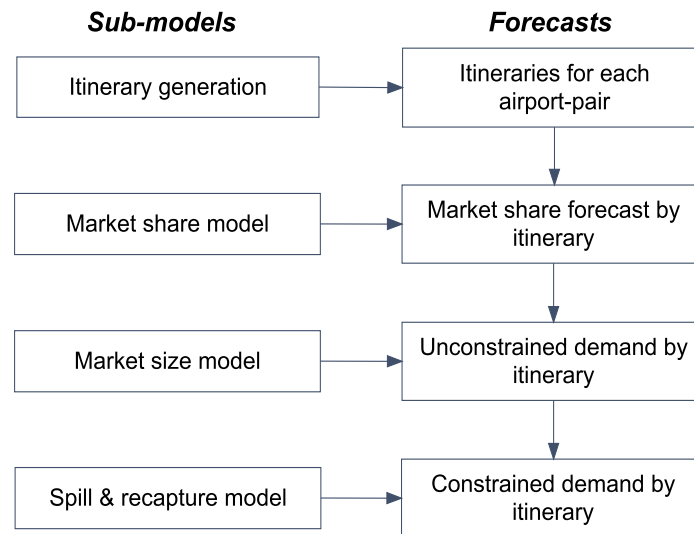 Sub-models
Forecasts
Itinerary generation
Itineraries for each
airport-pair
Market share model
Market share forecast by
itinerary
Market size model
Unconstrained demand by
itinerary
Spill & recapture model
Constrained demand by
itinerary